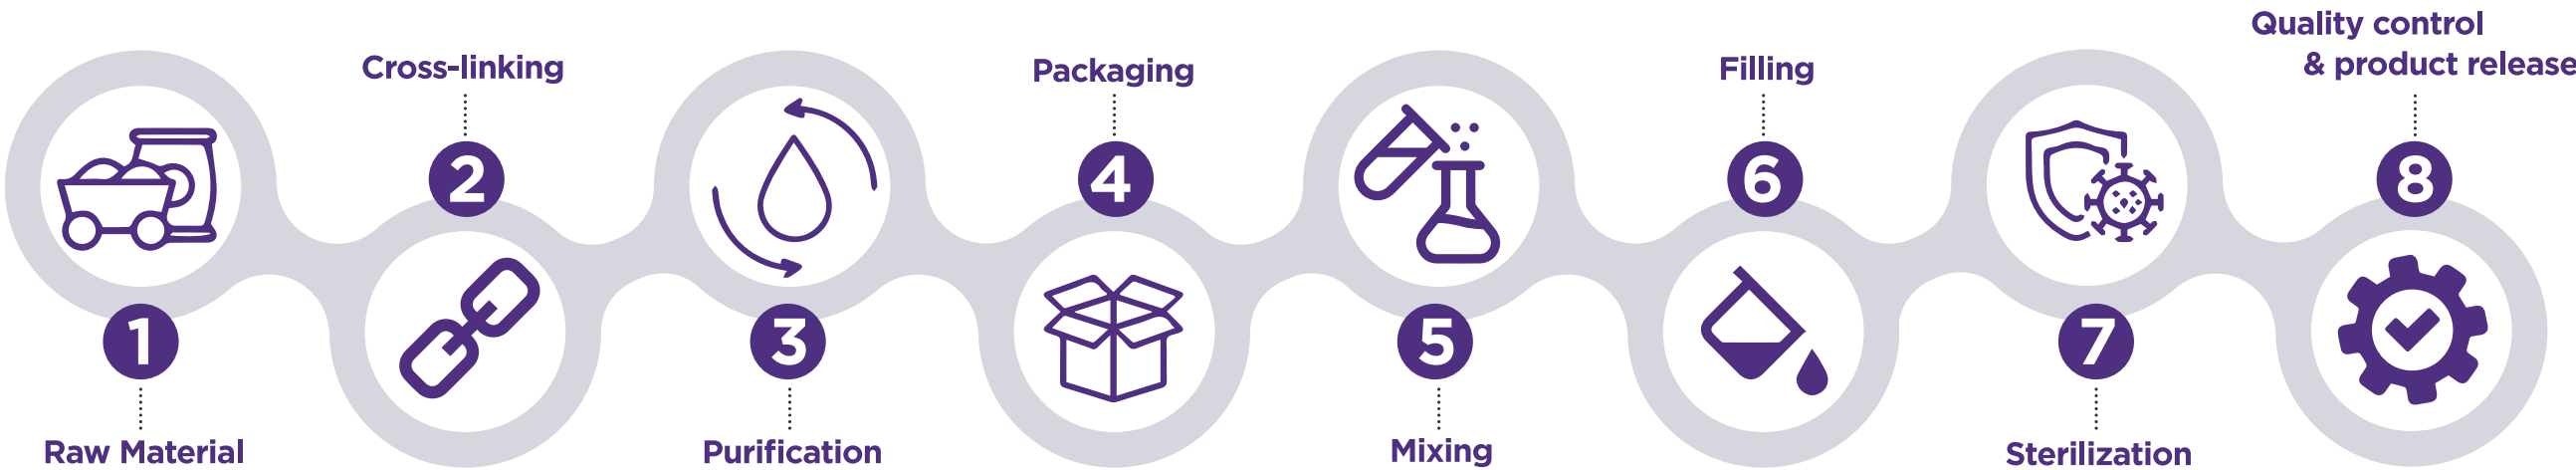 1
Raw Material
Cross-linking
2
3
Purification
Packaging
4
5
Mixing
Filling
6
7
Sterilization
Quality control
& product release
8